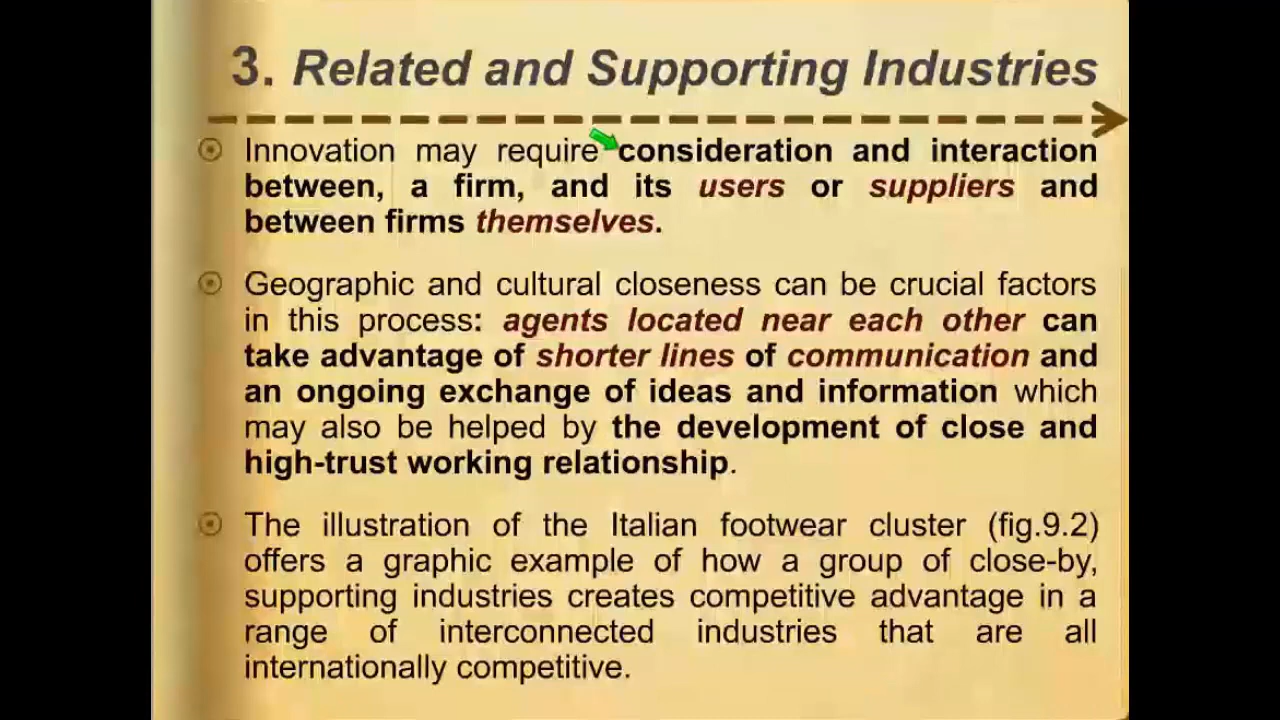 3. Related and Supporting Industries
Innovation may require consideration and interaction
between, a firm, and its users or suppliers and
between firms themselves.
Geographic and cultural closeness can be crucial factors
in this process: agents located near each other can
take advantage of shorter lines of communication and
an ongoing exchange of ideas and information which
may also be helped by the development of close and
high-trust working relationship.
The illustration of the Italian footwear cluster (fig.9.2)
offers a graphic example of how a group of close-by,
supporting industries creates competitive advantage in a
range of interconnected industries that are all
internationally competitive.